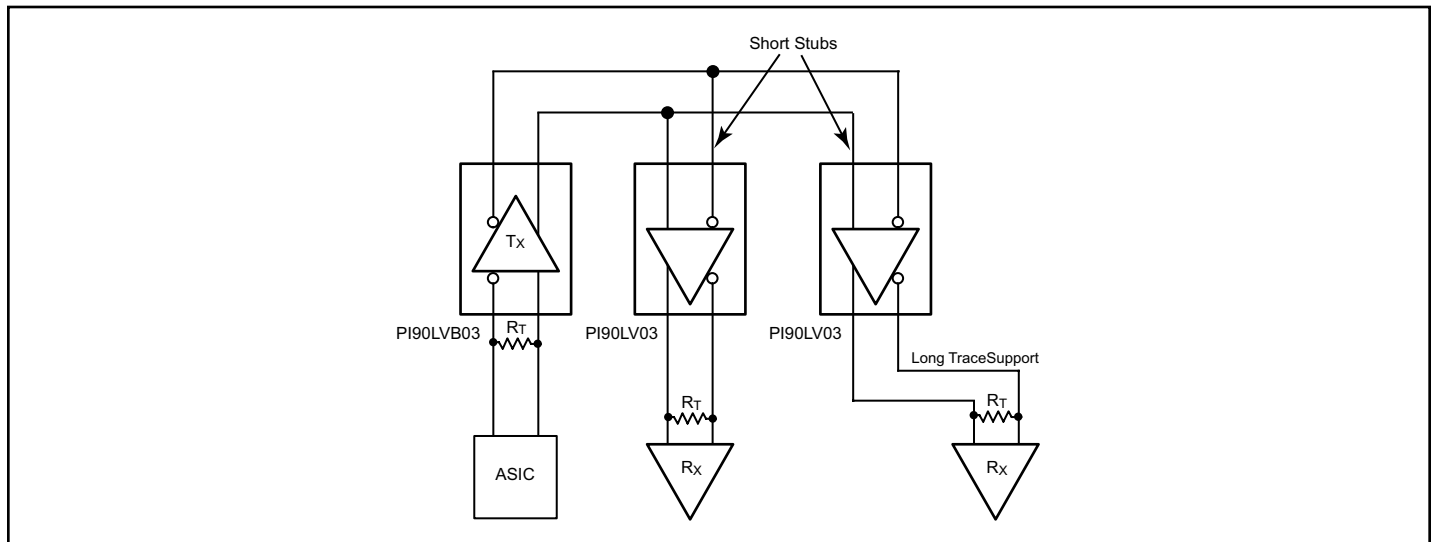 Short Stubs
TX
PI90LVB03
RT
PI90LV03
PI90LV03
Long TraceSupport
RT
RT
ASIC
RX
RX